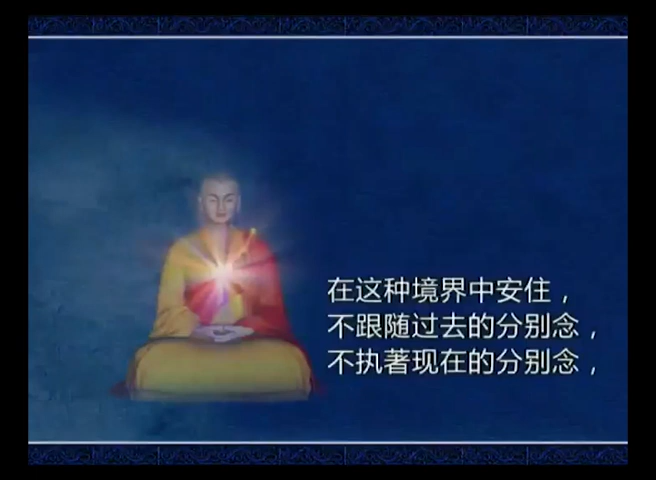 在这种境界中安住，
不跟随过去的分别念，
不执著现在的分别念，